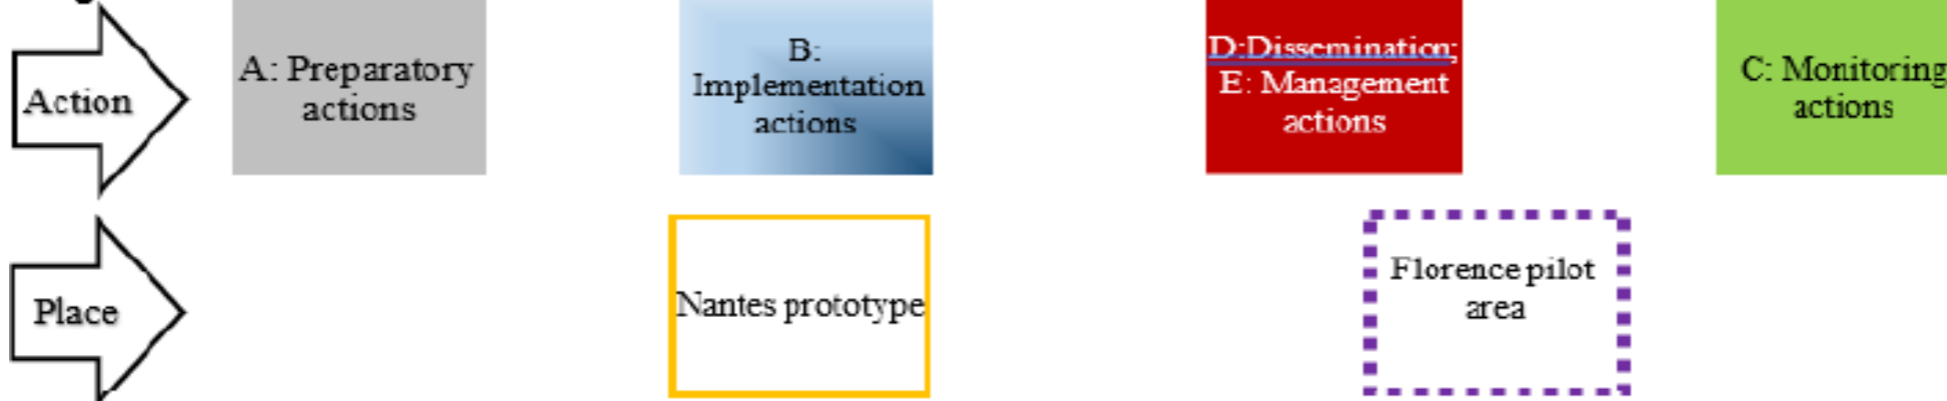 Action
A: Preparatory
actions
B:
Implementation
actions
D:Dissemination;
E: Management
actions
C: Monitoring
actions
Place
Nantes prototype
Florence pilot
area